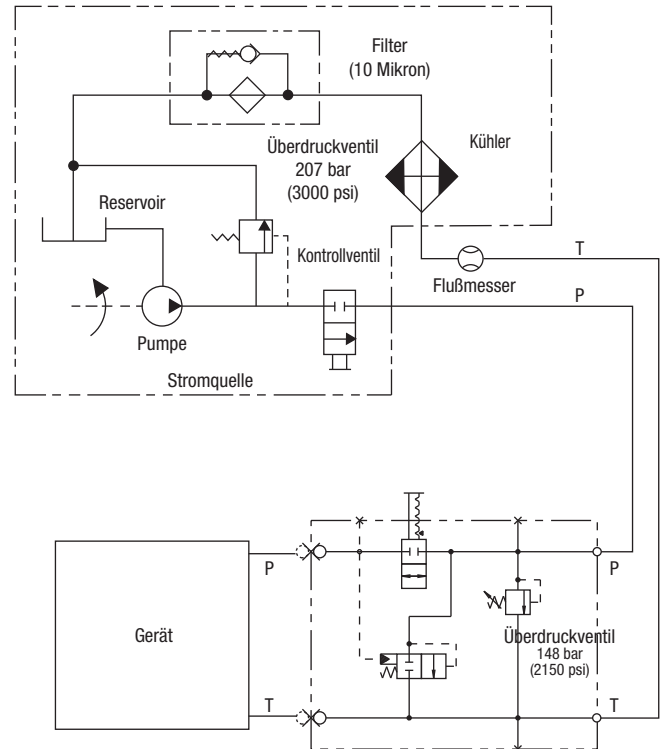 Filter
(10 Mikron)
Überdruckventil
207 bar
(3000 psi)
Kühler
Reservoir
Kontrollventil
T
Flußmesser
P
Pumpe
Stromquelle
P
P
Gerät
Überdruckventil
148 bar
(2150 psi)
T
T